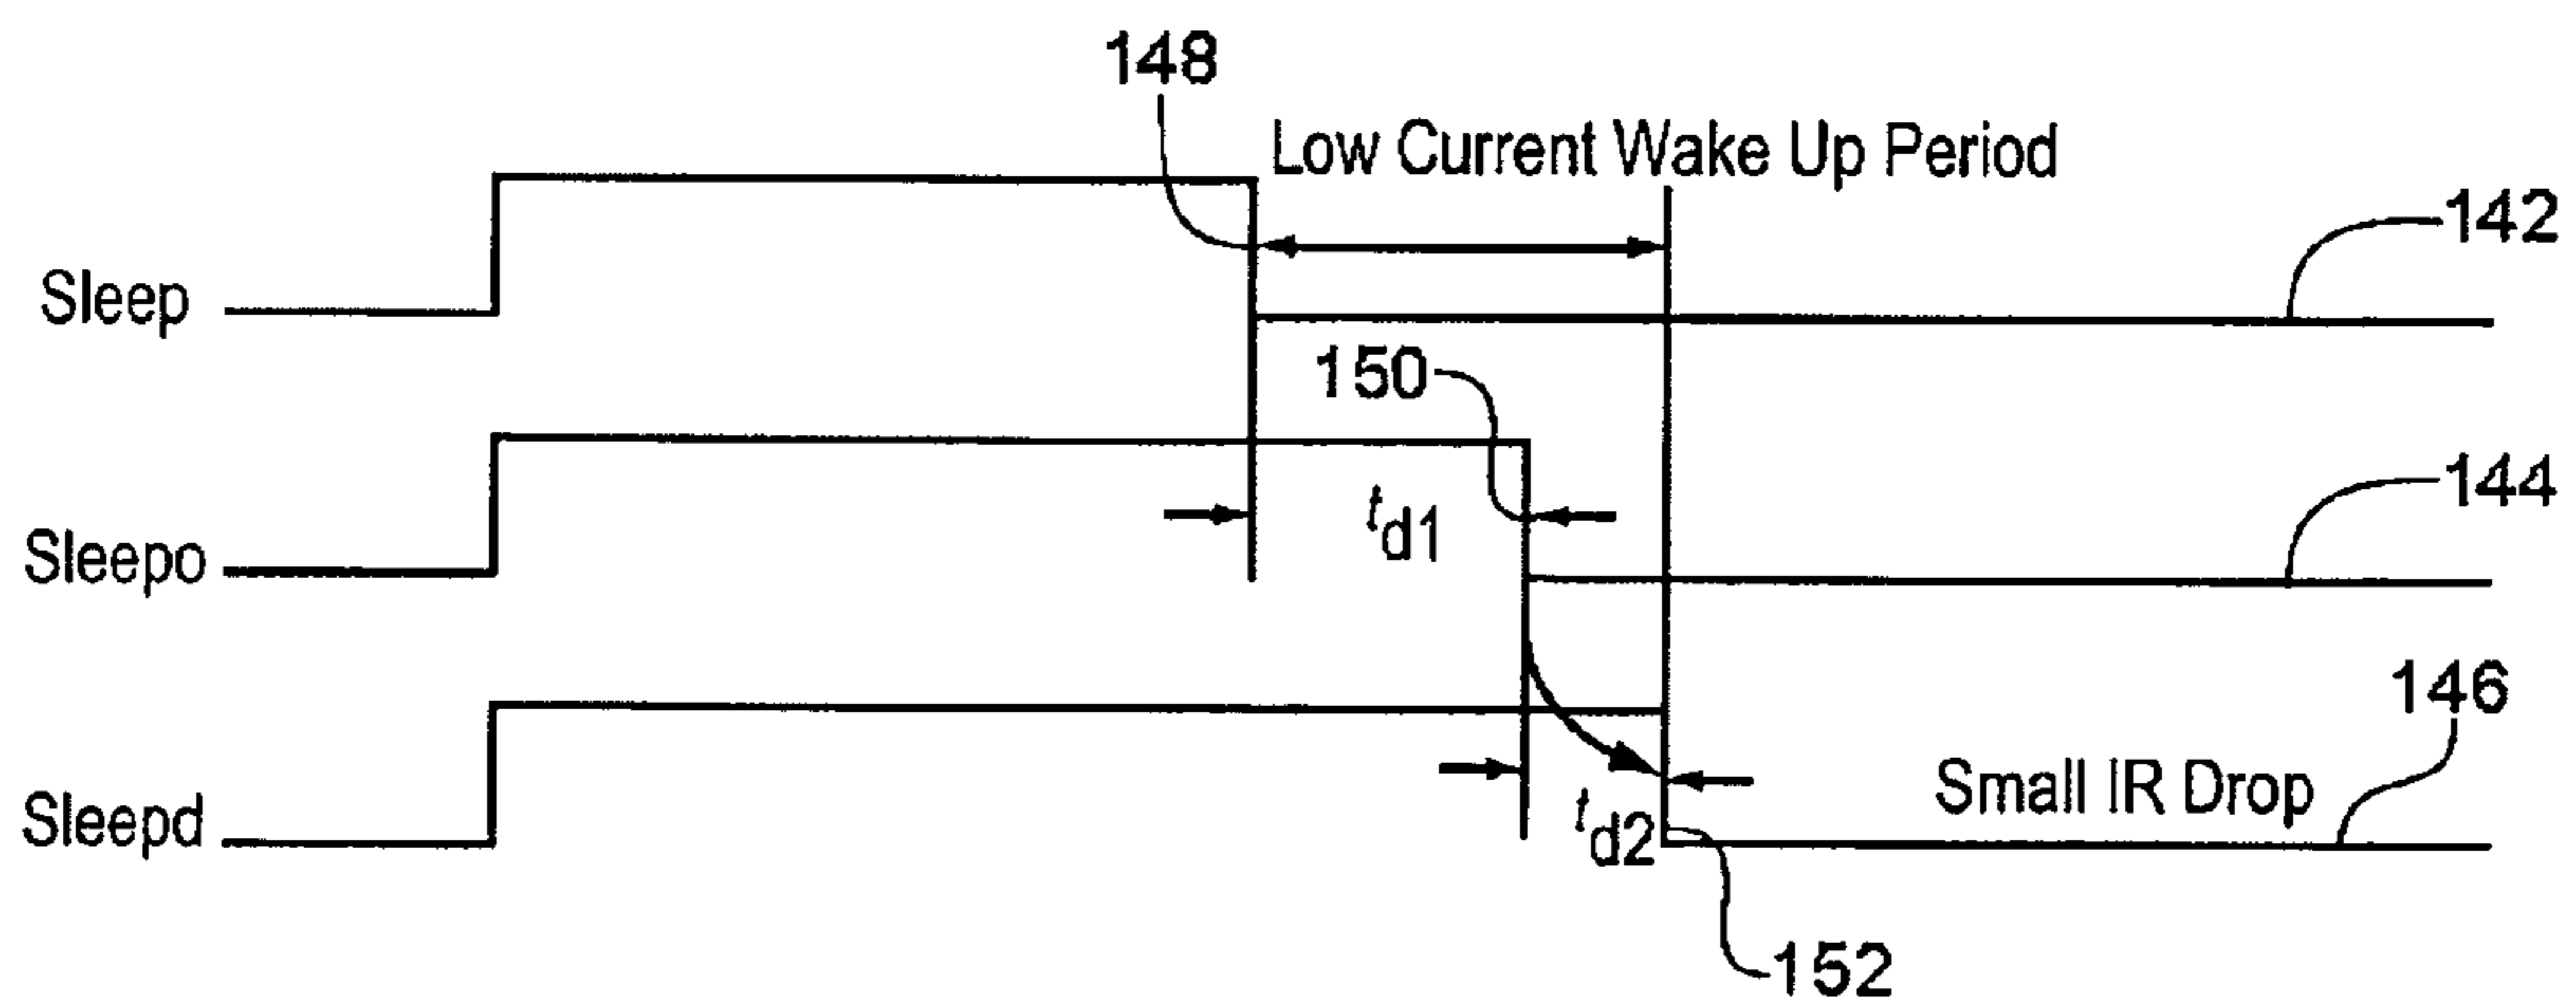 148
Low Current Wake Up Period
142
Sleep
150
144
td1
Sleepo
146
Small IR Drop
Sleepd
td2
152